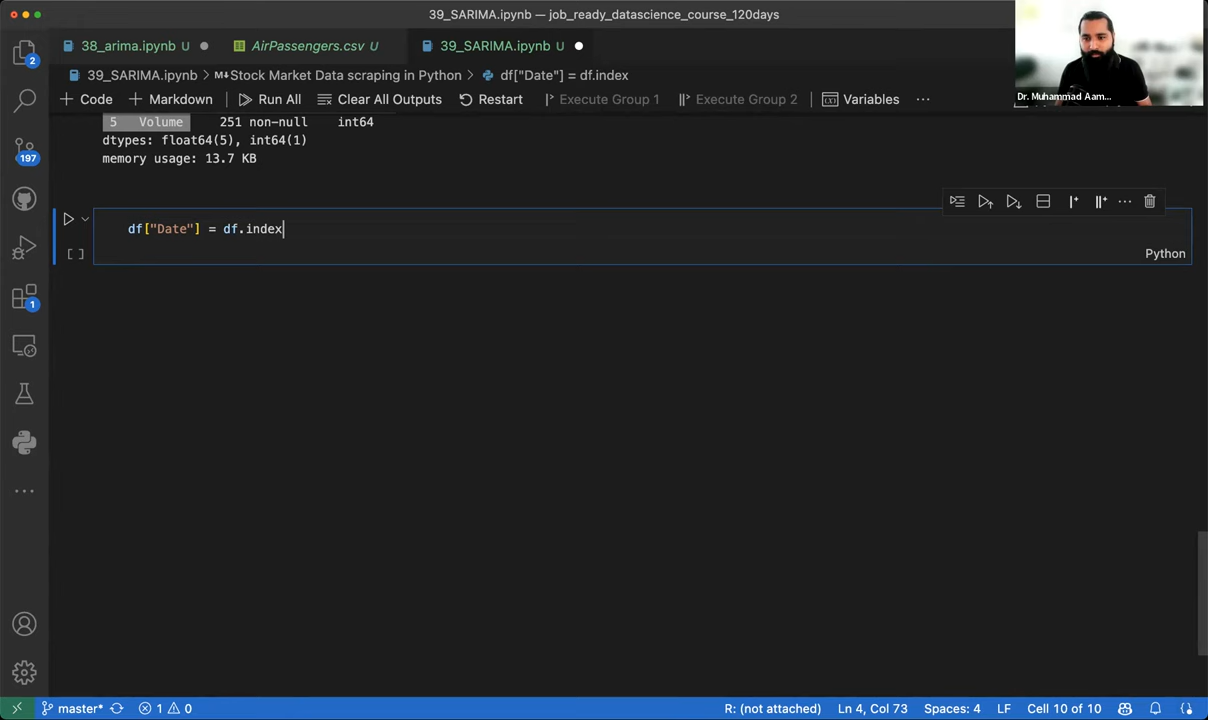 39_SARIMA.ipynb — job_ready_datascience_course_120days
38_arima.ipynb U
AirPassengers.csv U
39_SARIMA.ipynb U
39_SARIMA.ipynb > M↓Stock Market Data scraping in Python > df["Date"] = df.index
+ Code + Markdown Run All Clear All Outputs Restart Execute Group 1 Execute Group 2 Variables ...
Dr. Muhammad Aam...
5 Volume 251 non-null int64
dtypes: float64(5), int64(1)
memory usage: 13.7 KB
df["Date"] = df.index
[ ]
Python
2
197
1
master* 1 0 R: (not attached) Ln 4, Col 73 Spaces: 4 LF Cell 10 of 10